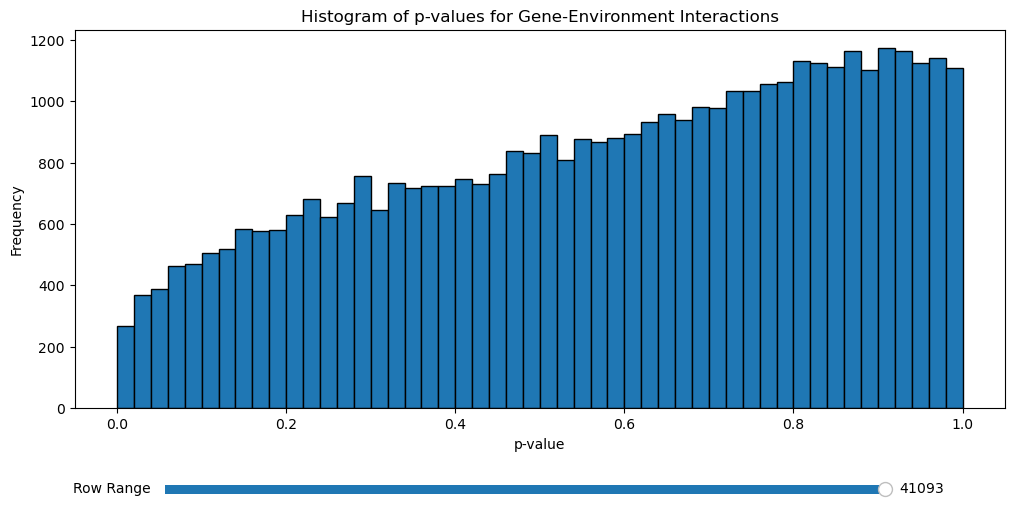 Histogram of p-values for Gene-Environment Interactions
1200
1000
800
600
400
200
0
Frequency
0.0 0.2 0.4 0.6 0.8 1.0
p-value
Row Range 41093